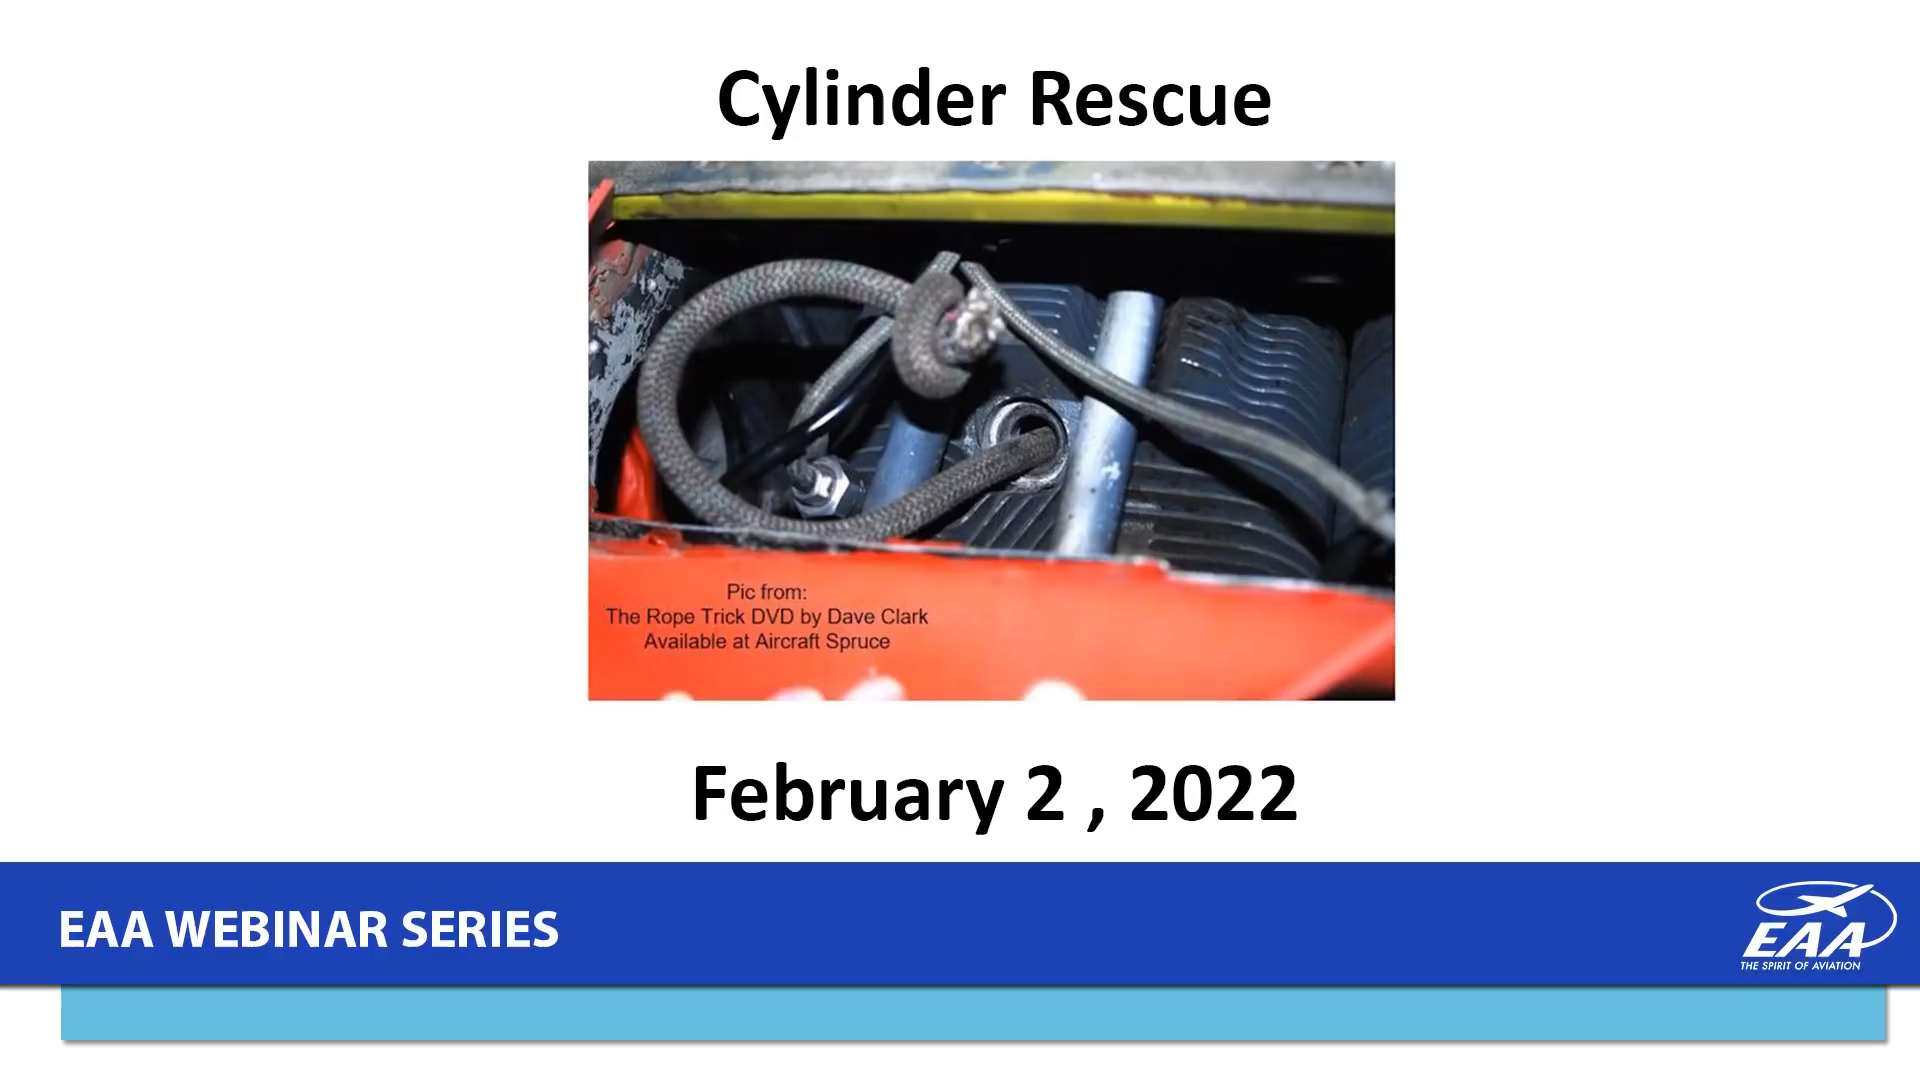 Cylinder Rescue
Pic from:
The Rope Trick DVD by Dave Clark
Available at Aircraft Spruce
February 2 , 2022
EAA WEBINAR SERIES
EAA
THE SPIRIT OF AVIATION